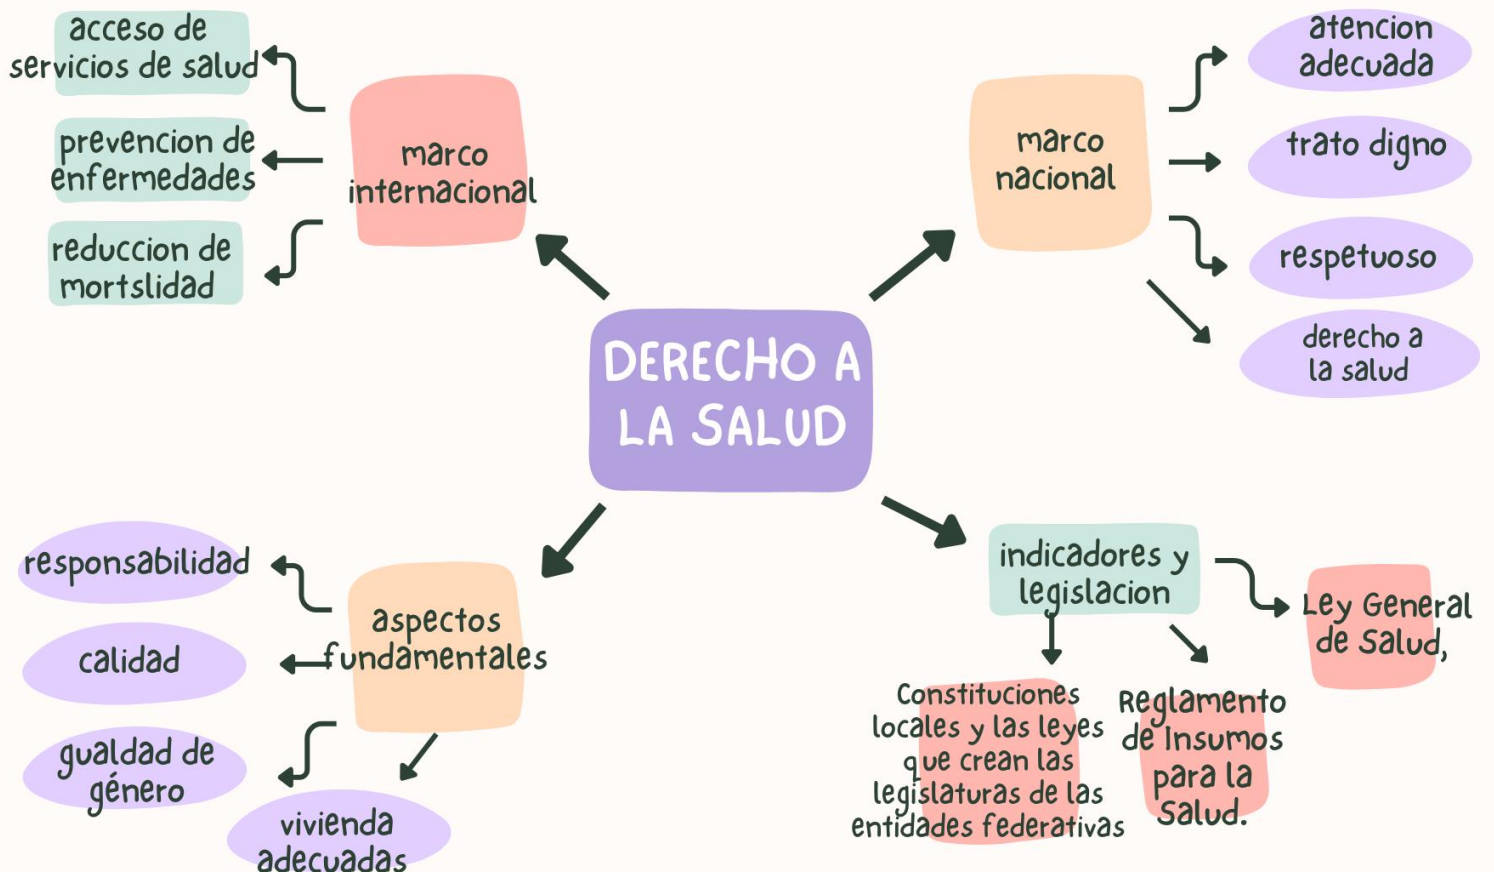 acceso de
servicios de salud
prevencion de
enfermedades
reduccion de
mortslidad
marco
internacional
marco
nacional
atencion
adecuada
trato digno
respetuoso
derecho a
la salud
DERECHO A
LA SALUD
responsabilidad
calidad
gualdad de
género
vivienda
adecuadas
aspectos
fundamentales
indicadores y
legislacion
Ley General
de Salud,
Constituciones
locales y las leyes
que crean las
legislaturas de las
entidades federativas
Reglamento
de Insumos
para la
Salud.